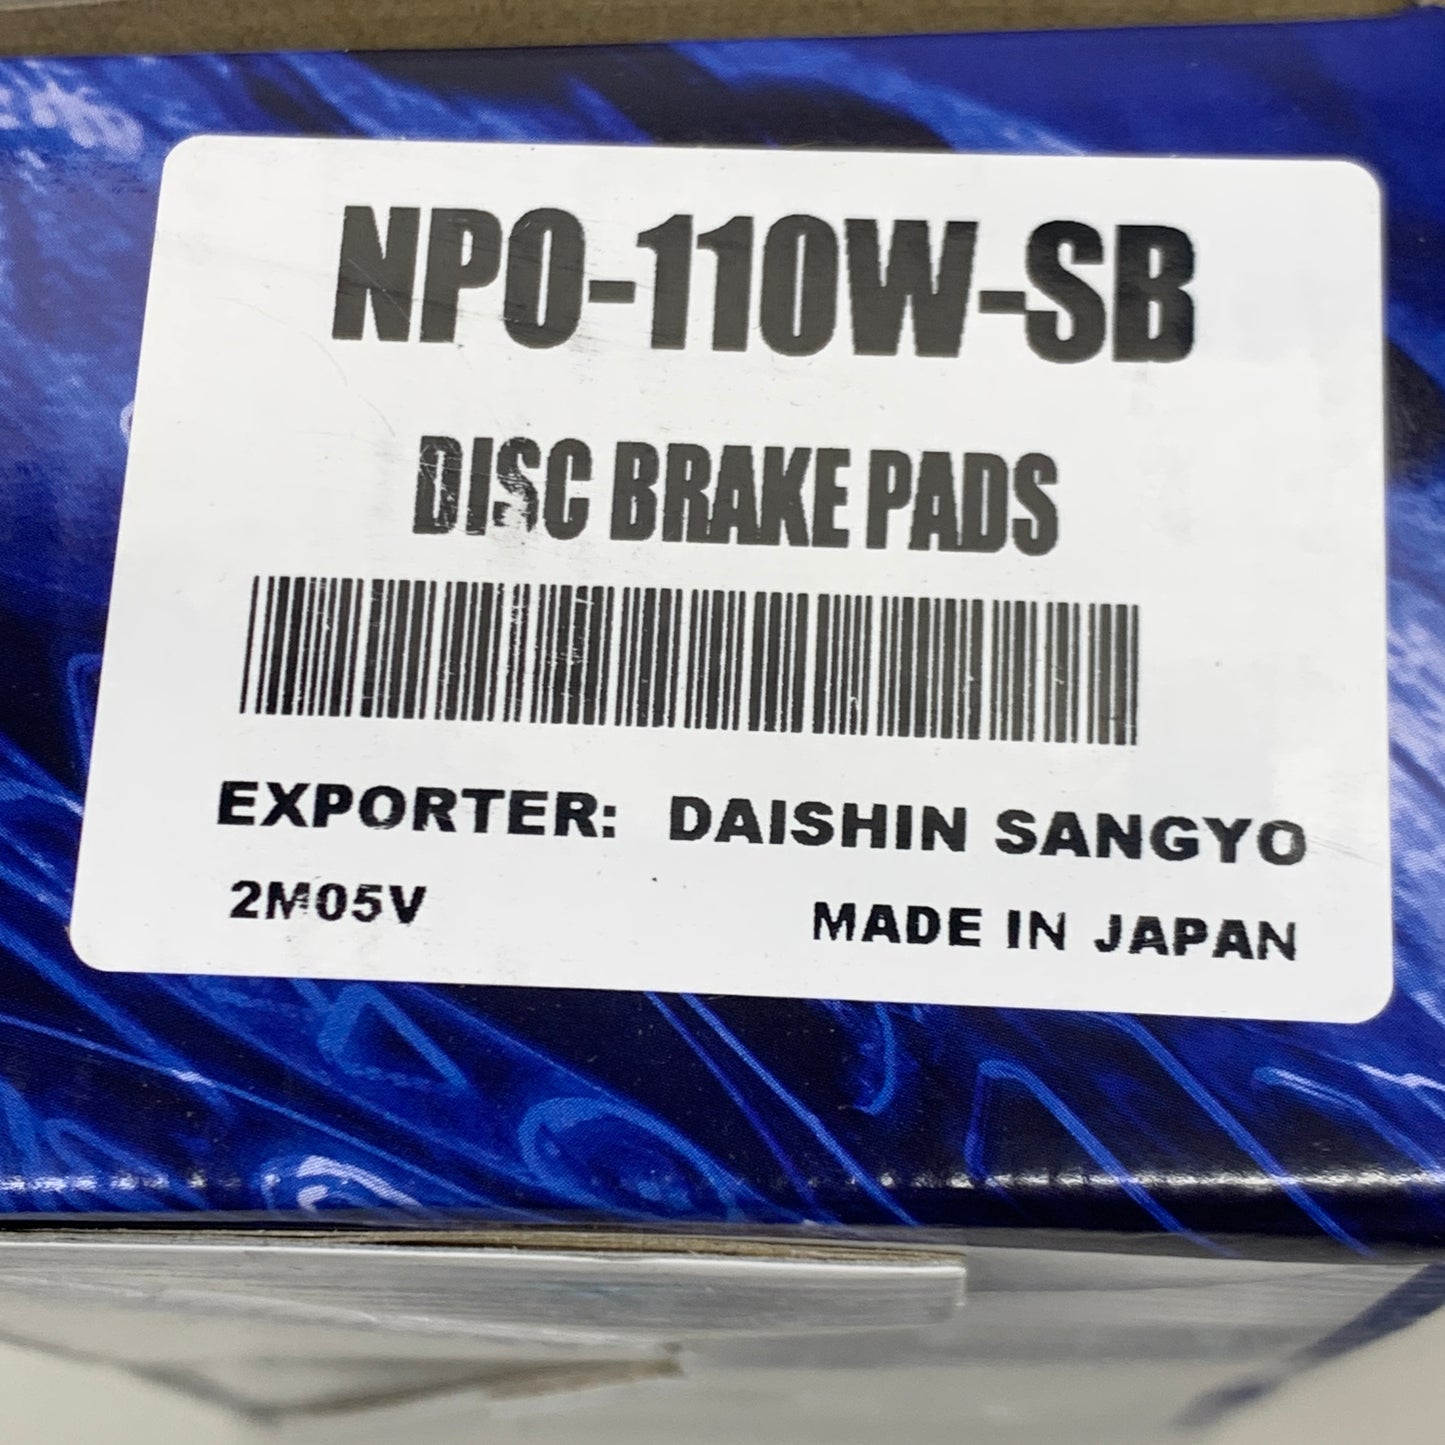 NPO-110W-SB
DISC BRAKE PADS
EXPORTER: DAISHIN SANGYO
2M05V MADE IN JAPAN